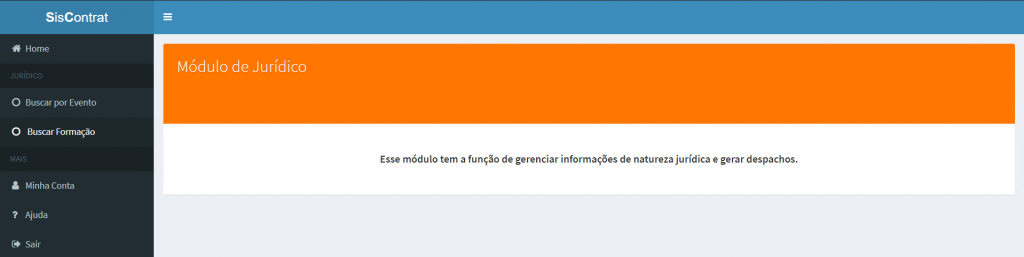 SisContrat
Home
JURÍDICO
Buscar por Evento
Buscar Formação
MAIS
Minha Conta
Ajuda
Sair
Módulo de Jurídico
Esse módulo tem a função de gerenciar informações de natureza jurídica e gerar despachos.